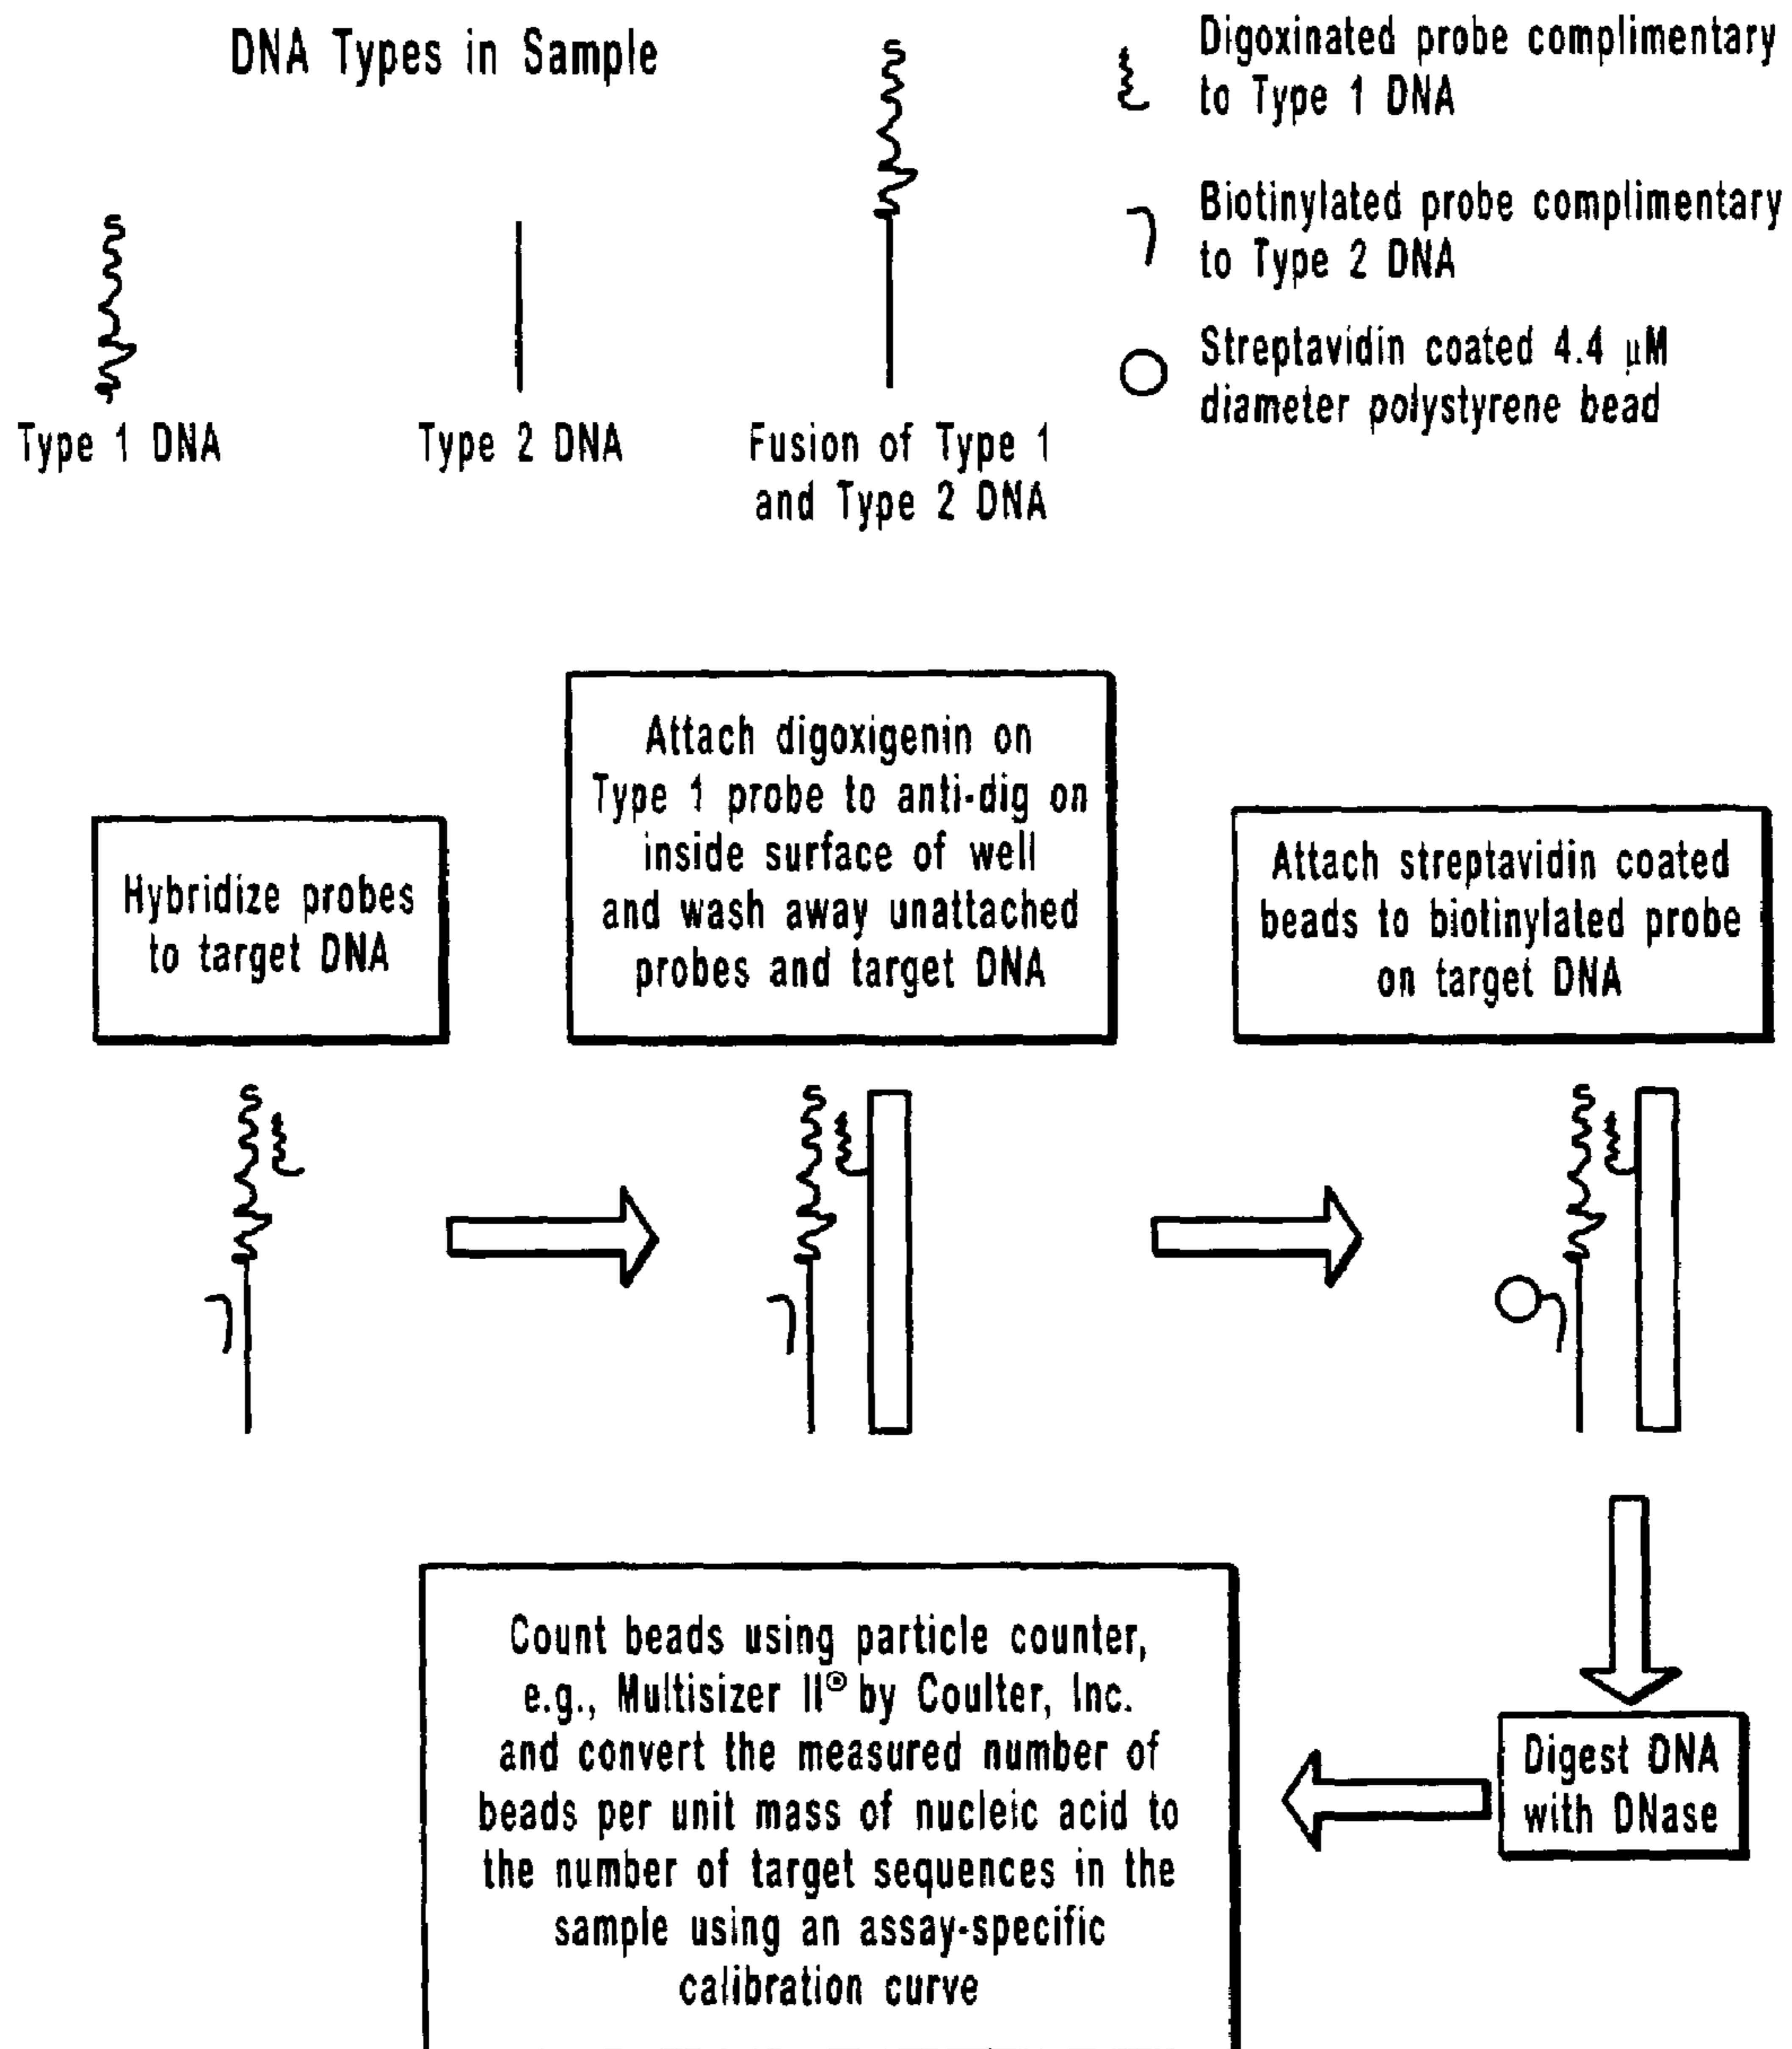 DNA Types in Sample
Type 1 DNA
Type 2 DNA
Fusion of Type 1
and Type 2 DNA
Digoxinated probe complimentary
to Type 1 DNA
Biotinylated probe complimentary
to Type 2 DNA
Streptavidin coated 4.4 µM
diameter polystyrene bead
Hybridize probes
to target DNA
Attach digoxigenin on
Type 1 probe to anti-dig on
inside surface of well
and wash away unattached
probes and target DNA
Attach streptavidin coated
beads to biotinylated probe
on target DNA
Digest DNA
with DNase
Count beads using particle counter,
e.g., Multisizer II® by Coulter, Inc.
and convert the measured number of
beads per unit mass of nucleic acid to
the number of target sequences in the
sample using an assay-specific
calibration curve